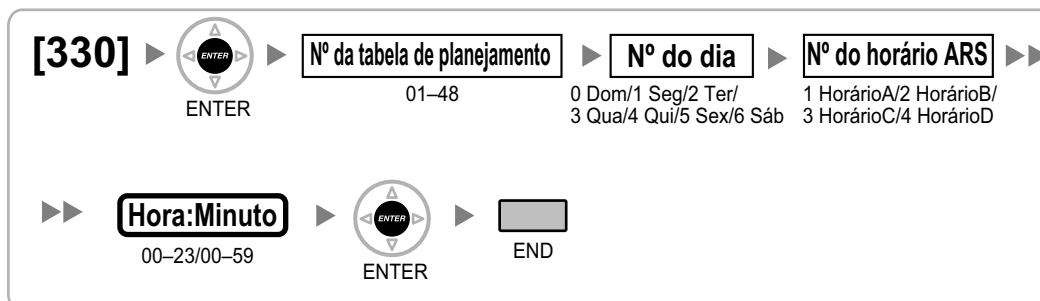 [330] ENTER Nº da tabela de planejamento Nº do dia Nº do horário ARS
ENTER 01–48 0 Dom/1 Seg/2 Ter/ 1 HorárioA/2 HorárioB/
3 Qua/4 Qui/5 Sex/6 Sáb 3 HorárioC/4 HorárioD
Hora:Minuto ENTER
00–23/00–59 ENTER END